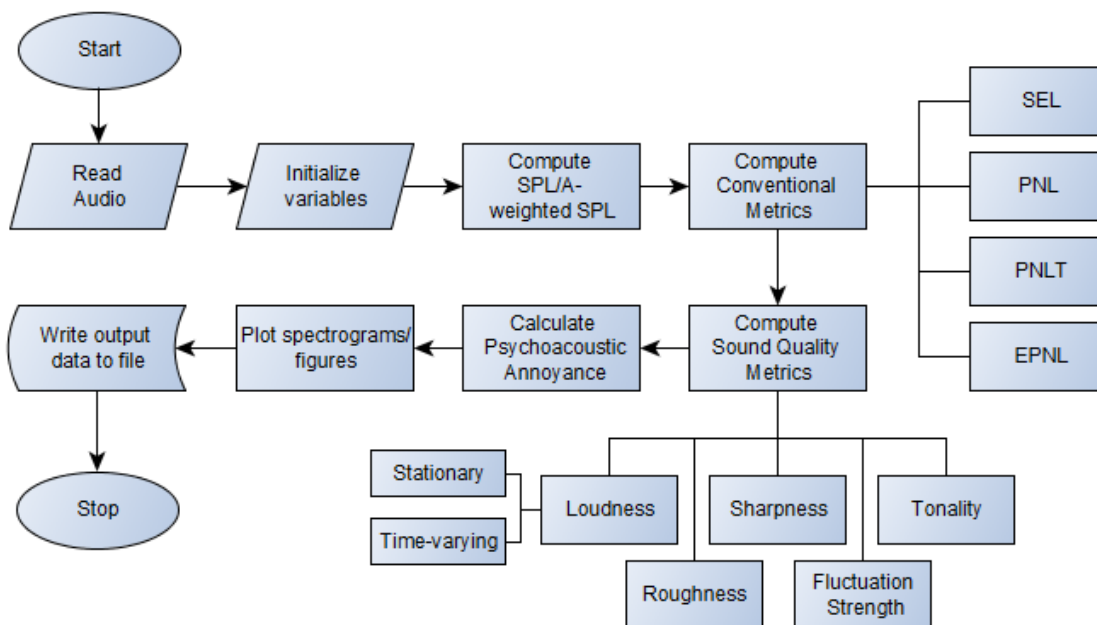 Start
Read
Audio
Initialize
variables
Compute
SPL/A-
weighted SPL
Compute
Conventional
Metrics
SEL
PNL
PNLT
EPNL
Write output
data to file
Plot spectrograms/
figures
Calculate
Psychoacoustic
Annoyance
Compute
Sound Quality
Metrics
Stop
Stationary
Time-varying
Loudness
Sharpness
Tonality
Roughness
Fluctuation
Strength